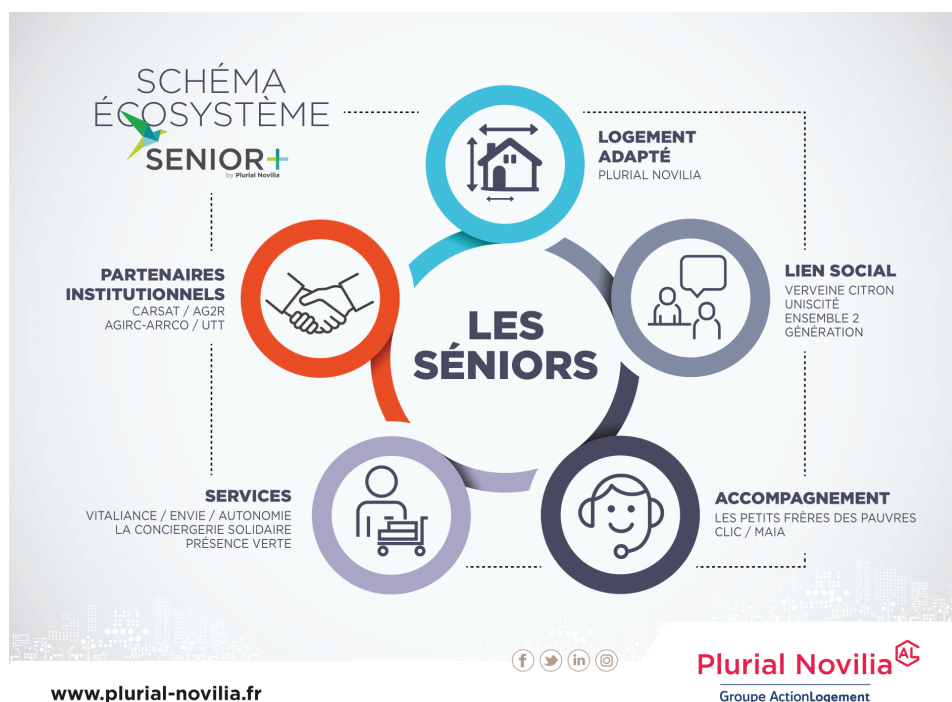 SCHÉMA
ÉCOSYSTÈME
SENIOR+
by Plurial Novilia
LOGEMENT
ADAPTÉ
PLURIAL NOVILIA
PARTENAIRES
INSTITUTIONNELS
CARSAT / AG2R
AGIRC-ARRCO / UTT
LIEN SOCIAL
VERVEINE CITRON
UNISCITÉ
ENSEMBLE 2
GÉNÉRATION
LES
SÉNIORS
SERVICES
VITALIANCE / ENVIE / AUTONOMIE
LA CONCIERGERIE SOLIDAIRE
PRÉSENCE VERTE
ACCOMPAGNEMENT
LES PETITS FRÈRES DES PAUVRES
CLIC / MAIA
f in
Plurial Novilia AL
www.plurial-novilia.fr
Groupe ActionLogement